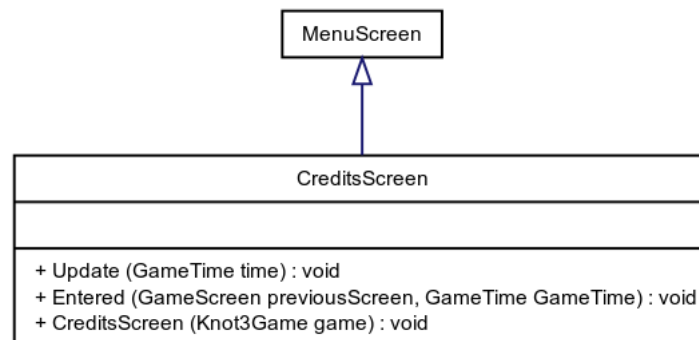 MenuScreen
CreditsScreen
+ Update (GameTime time) : void
+ Entered (GameScreen previousScreen, GameTime GameTime) : void
+ CreditsScreen (Knot3Game game) : void